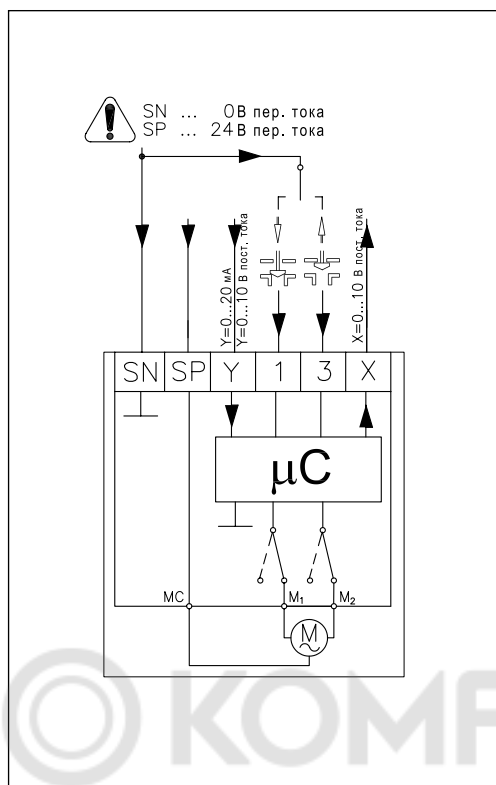 SN ... 0 В пер. тока
SP ... 24 В пер. тока
Y=0...20 мА
Y=0...10 В пост. тока
X=0...10 В пост. тока
SN SP Y 1 3 X
µC
MC M1 M2
M
KOMF